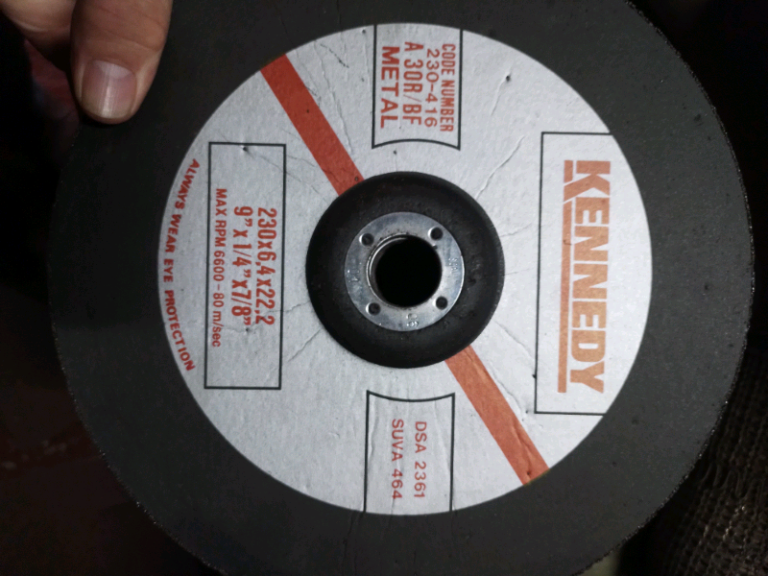 KENNEDY
CODE NUMBER
230-416
A 30R/BF
METAL
DSA 2361
SUVA 464
230x6,4x22,2
9"x1/4"x7/8"
MAX RPM 6600-80 m/sec
ALWAYS WEAR EYE PROTECTION